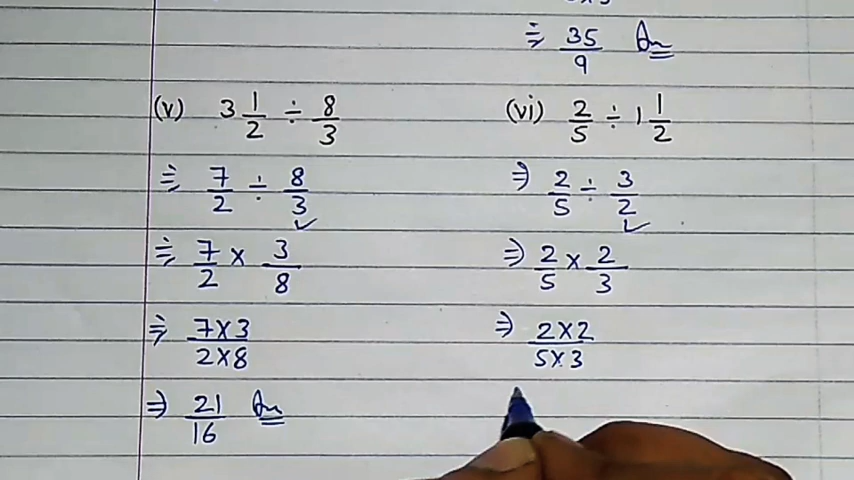 ⇒ 35/9 Ans
(v) 3 1/2 ÷ 8/3
⇒ 7/2 ÷ 8/3
⇒ 7/2 × 3/8
⇒ 7×3/2×8
⇒ 21/16 Ans
(vi) 2/5 ÷ 1 1/2
⇒ 2/5 ÷ 3/2
⇒ 2/5 × 2/3
⇒ 2×2/5×3